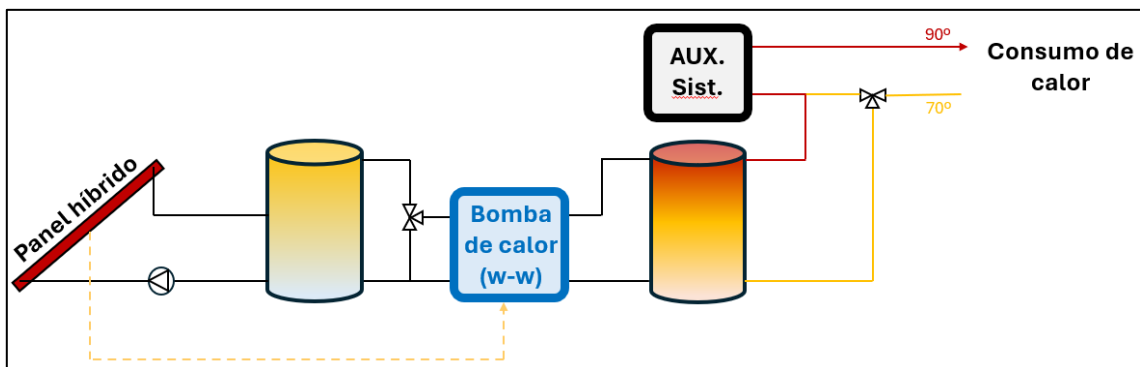 Panel híbrido
Bomba
de calor
(w-w)
AUX.
Sist.
90º
70º
Consumo de
calor